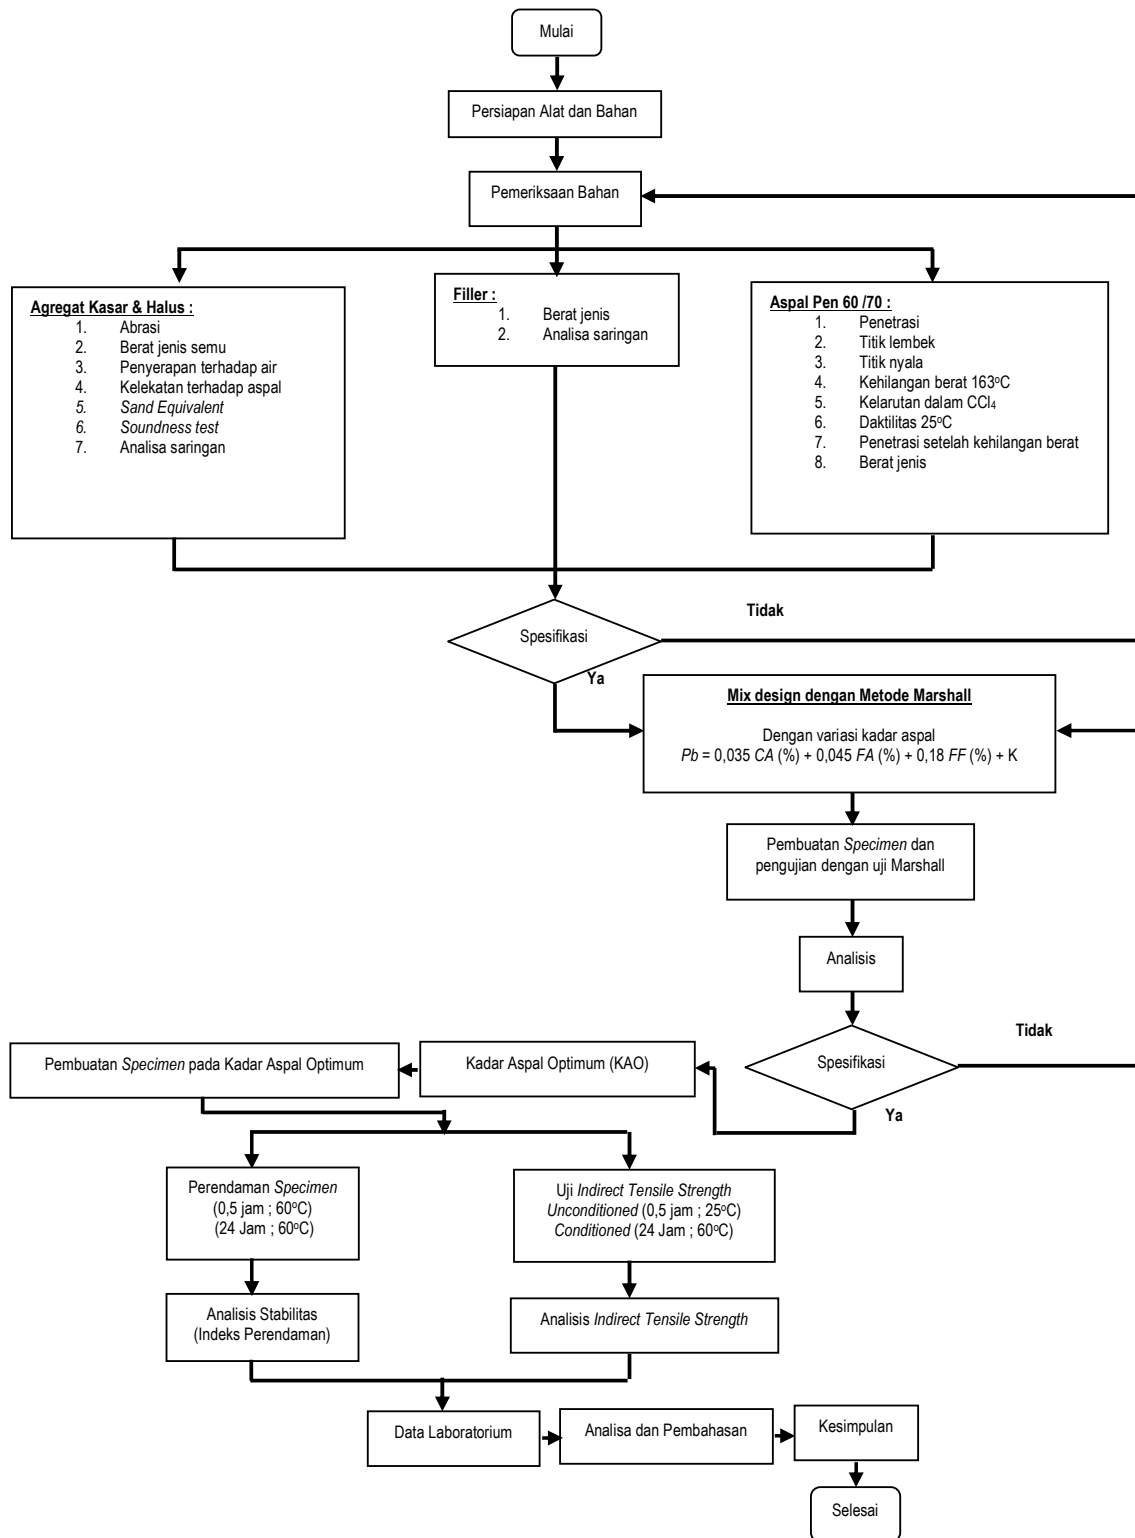 Mulai
Persiapan Alat dan Bahan
Pemeriksaan Bahan
Agregat Kasar & Halus :
1. Abrasi
2. Berat jenis semu
3. Penyerapan terhadap air
4. Kelekatan terhadap aspal
5. Sand Equivalent
6. Soundness test
7. Analisa saringan
Filler :
1. Berat jenis
2. Analisa saringan
Aspal Pen 60 /70 :
1. Penetrasi
2. Titik lembek
3. Titik nyala
4. Kehilangan berat 163ºC
5. Kelarutan dalam CCl₄
6. Daktilitas 25ºC
7. Penetrasi setelah kehilangan berat
8. Berat jenis
Spesifikasi
Tidak
Ya
Mix design dengan Metode Marshall
Dengan variasi kadar aspal
Pb = 0,035 CA (%) + 0,045 FA (%) + 0,18 FF (%) + K
Pembuatan Specimen dan
pengujian dengan uji Marshall
Analisis
Spesifikasi
Tidak
Ya
Kadar Aspal Optimum (KAO)
Pembuatan Specimen pada Kadar Aspal Optimum
Perendaman Specimen
(0,5 jam ; 60ºC)
(24 Jam ; 60ºC)
Uji Indirect Tensile Strength
Unconditioned (0,5 jam ; 25ºC)
Conditioned (24 Jam ; 60ºC)
Analisis Stabilitas
(Indeks Perendaman)
Analisis Indirect Tensile Strength
Data Laboratorium
Analisa dan Pembahasan
Kesimpulan
Selesai